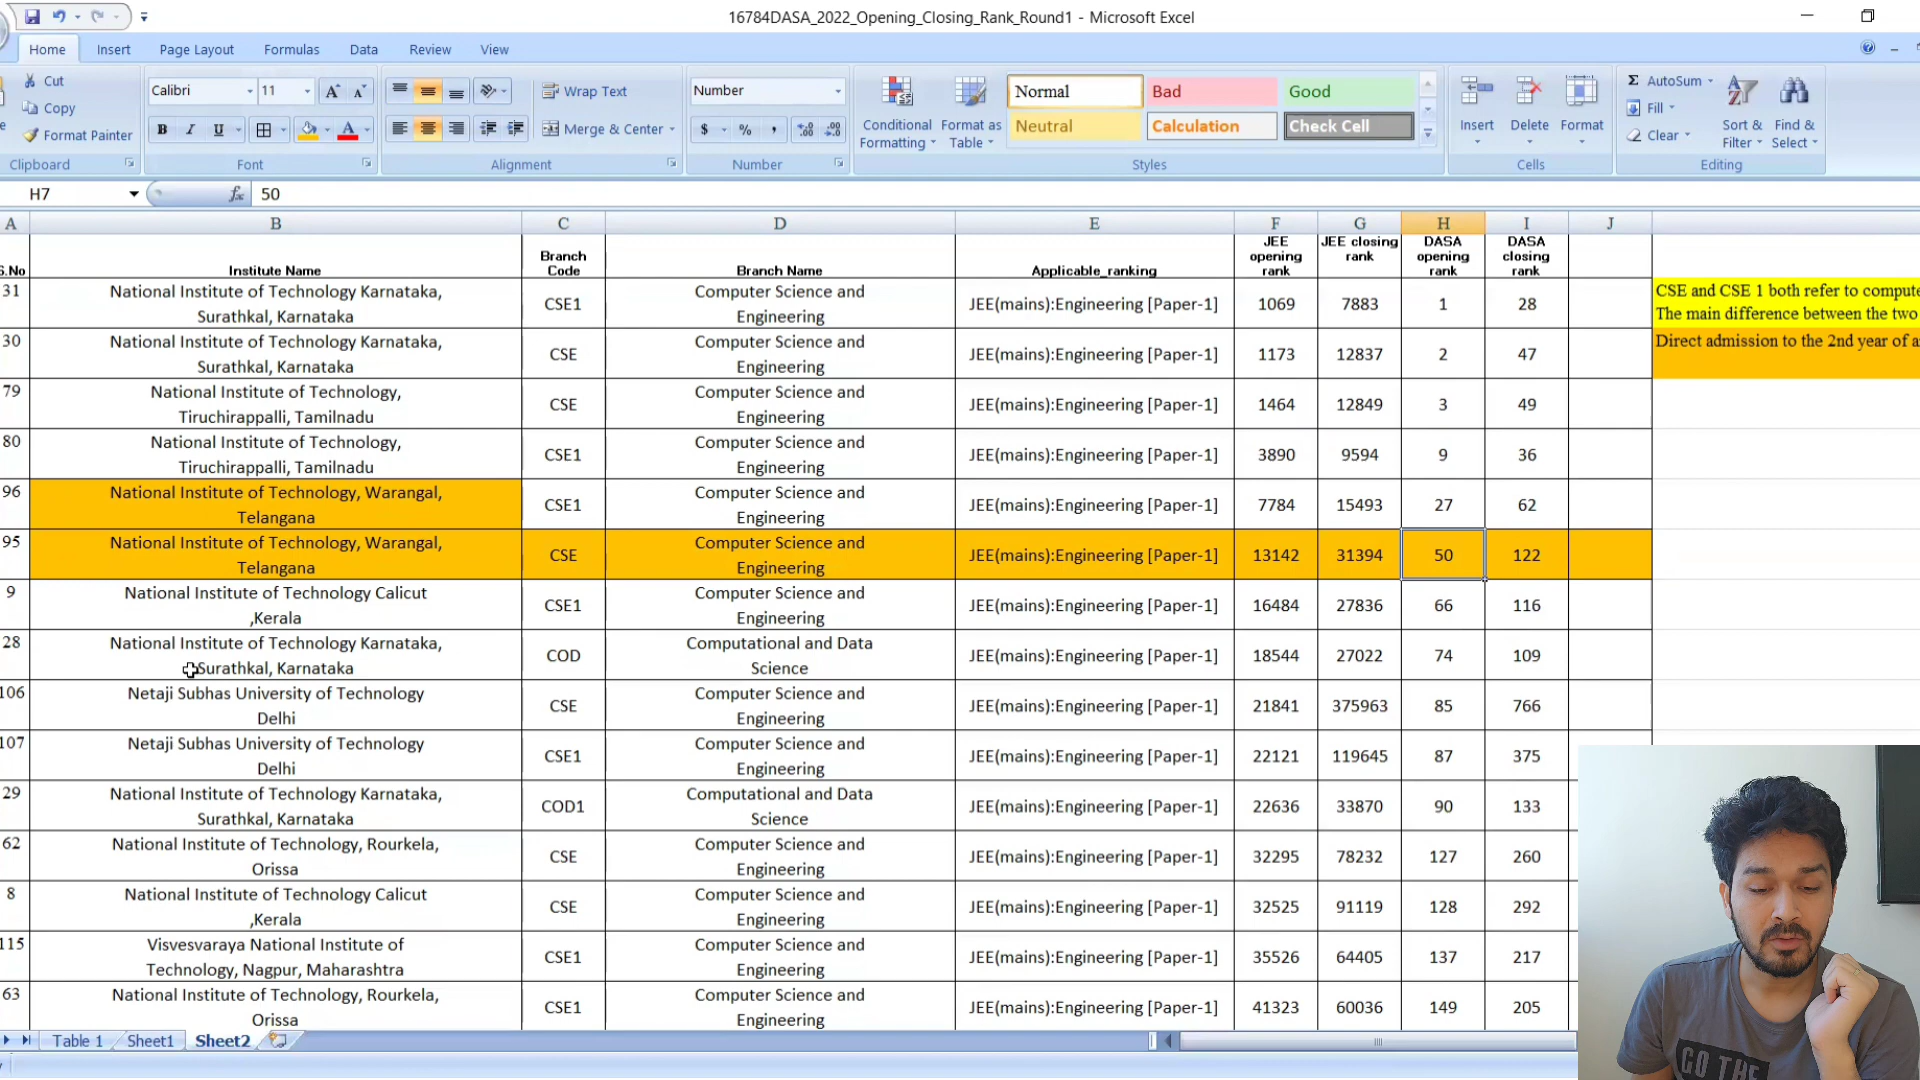 16784DASA_2022_Opening_Closing_Rank_Round1 - Microsoft Excel
Home Insert Page Layout Formulas Data Review View
Cut
Copy
Format Painter
Clipboard
Calibri 11
Font
Wrap Text
Merge & Center
Alignment
Number
Number
Conditional Formatting
Format as Table
Normal Bad Good
Neutral Calculation Check Cell
Styles
Insert Delete Format
Cells
AutoSum
Fill
Clear
Sort & Filter
Find & Select
Editing
H7 fx 50
A B C D E F G H I J
S.No Institute Name Branch Code Branch Name Applicable_ranking JEE opening rank JEE closing rank DASA opening rank DASA closing rank
31 National Institute of Technology Karnataka, Surathkal, Karnataka CSE1 Computer Science and Engineering JEE(mains):Engineering [Paper-1] 1069 7883 1 28
30 National Institute of Technology Karnataka, Surathkal, Karnataka CSE Computer Science and Engineering JEE(mains):Engineering [Paper-1] 1173 12837 2 47
79 National Institute of Technology, Tiruchirappalli, Tamilnadu CSE Computer Science and Engineering JEE(mains):Engineering [Paper-1] 1464 12849 3 49
80 National Institute of Technology, Tiruchirappalli, Tamilnadu CSE1 Computer Science and Engineering JEE(mains):Engineering [Paper-1] 3890 9594 9 36
96 National Institute of Technology, Warangal, Telangana CSE1 Computer Science and Engineering JEE(mains):Engineering [Paper-1] 7784 15493 27 62
95 National Institute of Technology, Warangal, Telangana CSE Computer Science and Engineering JEE(mains):Engineering [Paper-1] 13142 31394 50 122
9 National Institute of Technology Calicut ,Kerala CSE1 Computer Science and Engineering JEE(mains):Engineering [Paper-1] 16484 27836 66 116
28 National Institute of Technology Karnataka, Surathkal, Karnataka COD Computational and Data Science JEE(mains):Engineering [Paper-1] 18544 27022 74 109
106 Netaji Subhas University of Technology Delhi CSE Computer Science and Engineering JEE(mains):Engineering [Paper-1] 21841 375963 85 766
107 Netaji Subhas University of Technology Delhi CSE1 Computer Science and Engineering JEE(mains):Engineering [Paper-1] 22121 119645 87 375
29 National Institute of Technology Karnataka, Surathkal, Karnataka COD1 Computational and Data Science JEE(mains):Engineering [Paper-1] 22636 33870 90 133
62 National Institute of Technology, Rourkela, Orissa CSE Computer Science and Engineering JEE(mains):Engineering [Paper-1] 32295 78232 127 260
8 National Institute of Technology Calicut ,Kerala CSE Computer Science and Engineering JEE(mains):Engineering [Paper-1] 32525 91119 128 292
115 Visvesvaraya National Institute of Technology, Nagpur, Maharashtra CSE1 Computer Science and Engineering JEE(mains):Engineering [Paper-1] 35526 64405 137 217
63 National Institute of Technology, Rourkela, Orissa CSE1 Computer Science and Engineering JEE(mains):Engineering [Paper-1] 41323 60036 149 205
CSE and CSE 1 both refer to compute
The main difference between the two
Direct admission to the 2nd year of a
Table 1 Sheet1 Sheet2
GO THE